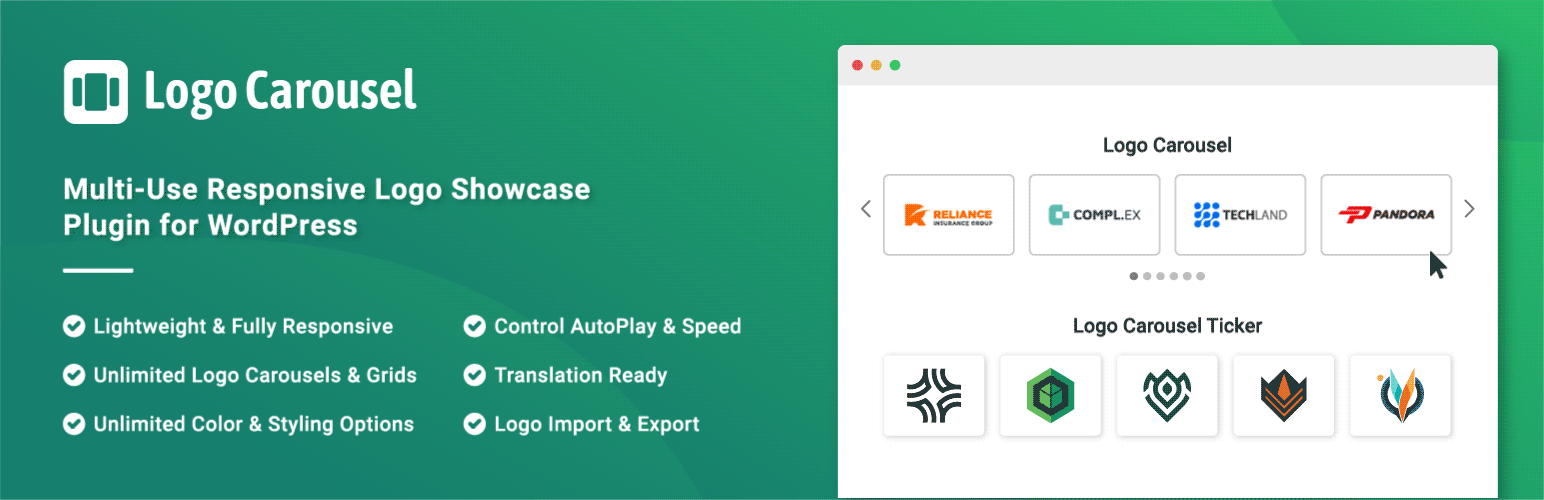 Logo Carousel
Multi-Use Responsive Logo Showcase
Plugin for WordPress
Lightweight & Fully Responsive
Control AutoPlay & Speed
Unlimited Logo Carousels & Grids
Translation Ready
Unlimited Color & Styling Options
Logo Import & Export
Logo Carousel
RELIANCE
INSURANCE GROUP
COMPL.EX
TECHLAND
PANDORA
Logo Carousel Ticker